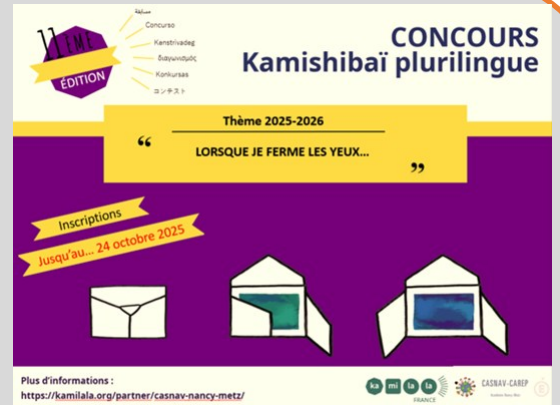 11ÈME
ÉDITION
مسابقة
Concurso
Kenstrivadeg
διαγωνισμός
Konkursas
コンテスト
CONCOURS
Kamishibaï plurilingue
Thème 2025-2026
“
LORSQUE JE FERME LES YEUX...
”
Inscriptions
Jusqu'au... 24 octobre 2025
Plus d'informations :
https://kamilala.org/partner/casnav-nancy-metz/
ka mi la la
FRANCE
CASNAV-CAREP